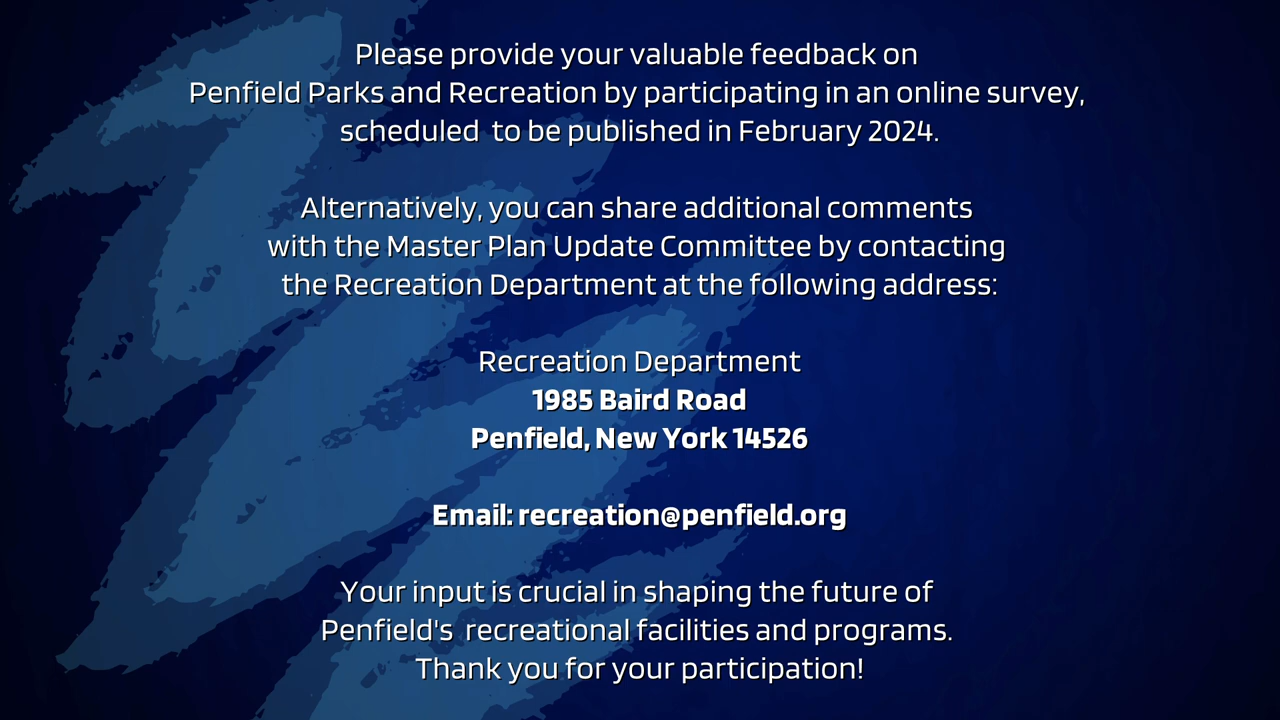 Please provide your valuable feedback on
Penfield Parks and Recreation by participating in an online survey,
scheduled  to be published in February 2024.
Alternatively, you can share additional comments
with the Master Plan Update Committee by contacting
the Recreation Department at the following address:
Recreation Department
1985 Baird Road
Penfield, New York 14526
Email: recreation@penfield.org
Your input is crucial in shaping the future of
Penfield's  recreational facilities and programs.
Thank you for your participation!